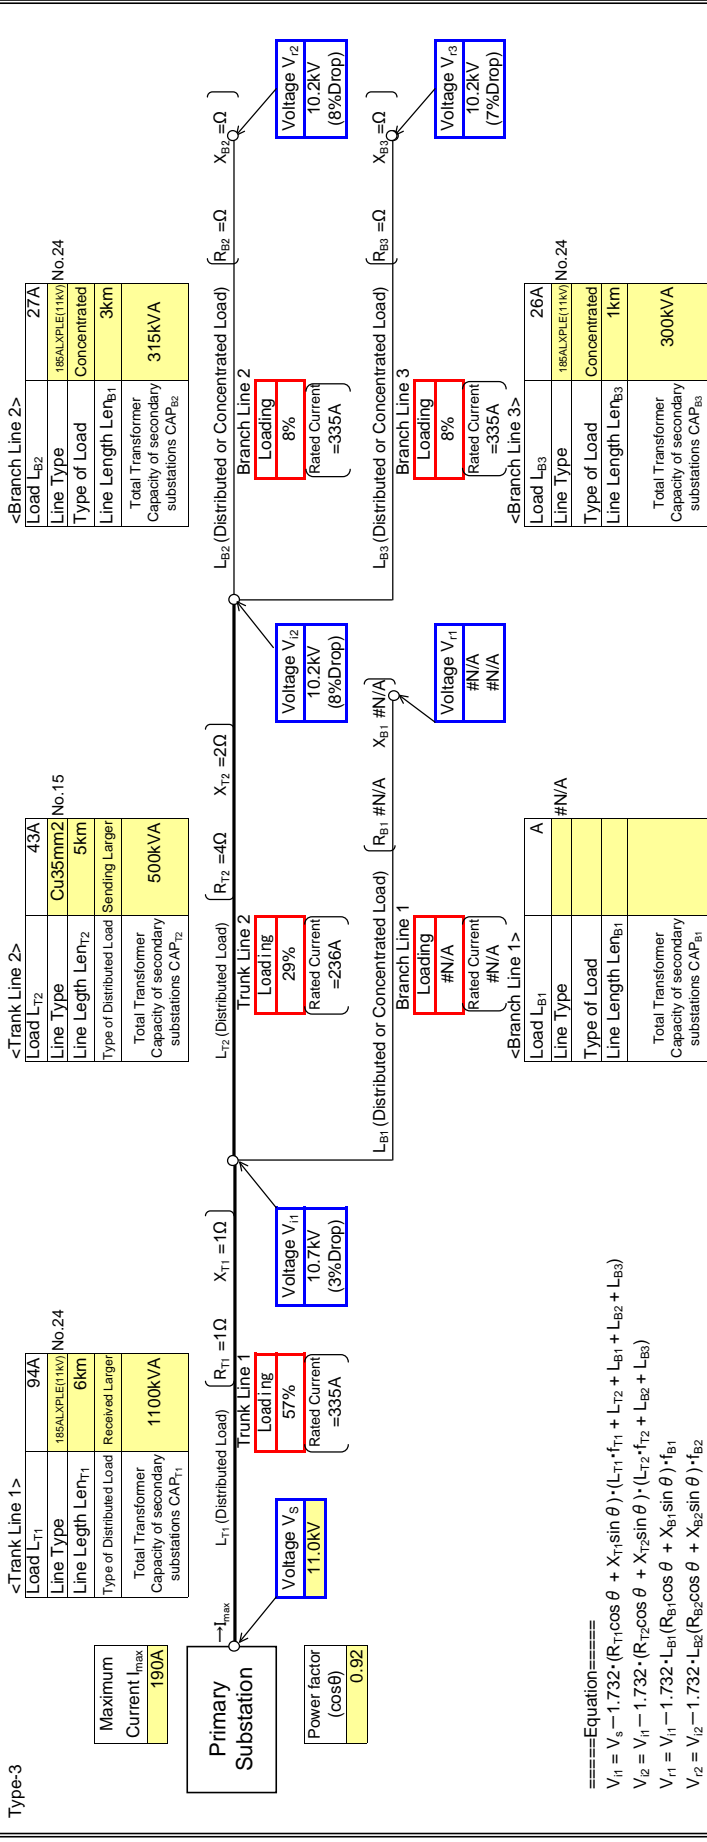 Type-3
Maximum
Current Imax
190A
Primary
Substation
→Imax
Power factor
(cosθ)
0.92
Voltage VS
11.0kV
<Trank Line 1>
Load LT1 94A
Line Type 185ALXPLE(11kV) No.24
Line Legth LenT1 6km
Type of Distributed Load Received Larger
Total Transformer
Capacity of secondary
substations CAPT1
1100kVA
LT1 (Distributed Load) RT1 =1Ω XT1 =1Ω
Trunk Line 1
Loading
57%
Rated Current
=335A
Voltage Vi1
10.7kV
(3%Drop)
<Trank Line 2>
Load LT2 43A
Line Type Cu35mm2 No.15
Line Legth LenT2 5km
Type of Distributed Load Sending Larger
Total Transformer
Capacity of secondary
substations CAPT2
500kVA
LT2 (Distributed Load) RT2 =4Ω XT2 =2Ω
Trunk Line 2
Loading
29%
Rated Current
=236A
Voltage Vi2
10.2kV
(8%Drop)
LB1 (Distributed or Concentrated Load) RB1 #N/A XB1 #N/A
Branch Line 1
Loading
#N/A
Rated Current
#N/A
Voltage Vr1
#N/A
#N/A
<Branch Line 1>
Load LB1 A
Line Type #N/A
Type of Load
Line Length LenB1
Total Transformer
Capacity of secondary
substations CAPB1
<Branch Line 2>
Load LB2 27A
Line Type 185ALXPLE(11kV) No.24
Type of Load Concentrated
Line Length LenB1 3km
Total Transformer
Capacity of secondary
substations CAPB2
315kVA
LB2 (Distributed or Concentrated Load) RB2 =Ω XB2 =Ω
Branch Line 2
Loading
8%
Rated Current
=335A
Voltage Vr2
10.2kV
(8%Drop)
LB3 (Distributed or Concentrated Load) RB3 =Ω XB3 =Ω
Branch Line 3
Loading
8%
Rated Current
=335A
Voltage Vr3
10.2kV
(7%Drop)
<Branch Line 3>
Load LB3 26A
Line Type 185ALXPLE(11kV) No.24
Type of Load Concentrated
Line Length LenB3 1km
Total Transformer
Capacity of secondary
substations CAPB3
300kVA
=====Equation=====
Vi1 = Vs−1.732・(RT1cos θ + XT1sin θ)・(LT1・fT1 + LT2 + LB1 + LB2 + LB3)
Vi2 = Vi1−1.732・(RT2cos θ + XT2sin θ)・(LT2・fT2 + LB2 + LB3)
Vr1 = Vi1−1.732・LB1(RB1cos θ + XB1sin θ)・fB1
Vr2 = Vi2−1.732・LB2(RB2cos θ + XB2sin θ)・fB2